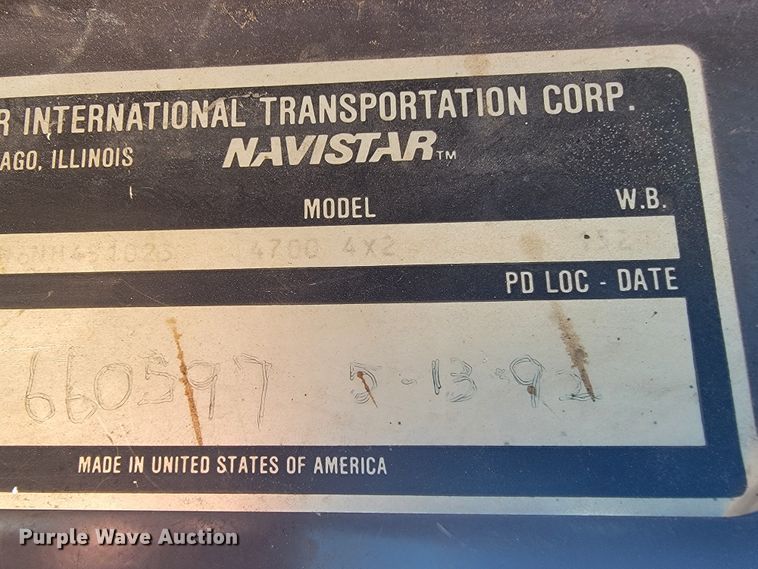 R INTERNATIONAL TRANSPORTATION CORP.
AGO, ILLINOIS NAVISTAR™
MODEL W.B.
4700 4X2
PD LOC - DATE
660597 5-13-92
MADE IN UNITED STATES OF AMERICA
Purple Wave Auction